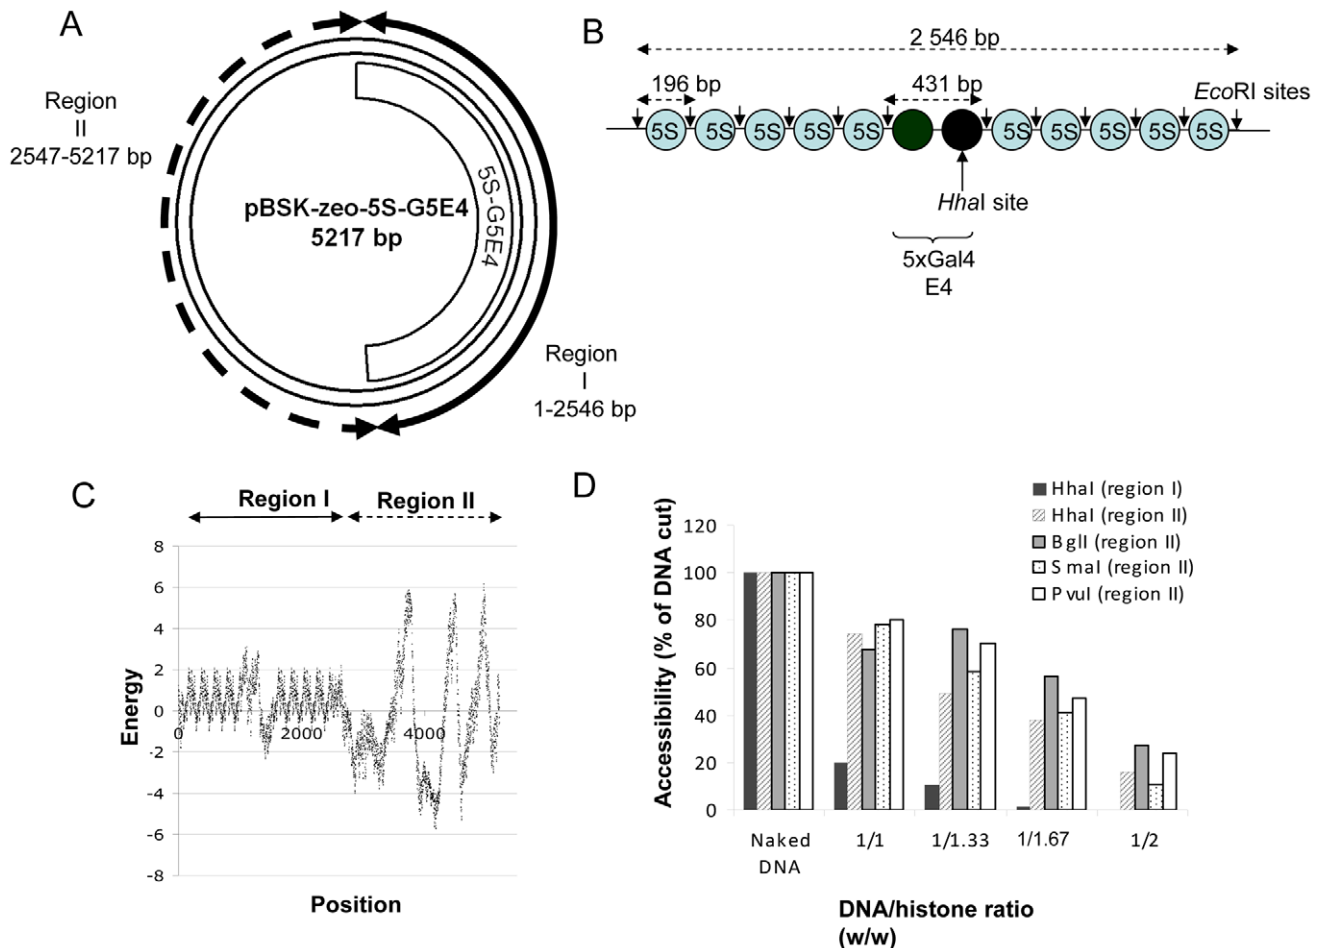 A
Region
II
2547-5217 bp
pBSK-zeo-5S-G5E4
5217 bp
5S-G5E4
Region
I
1-2546 bp
B
2 546 bp
196 bp
431 bp
EcoRI sites
5S 5S 5S 5S 5S 5S 5S 5S 5S 5S
HhaI site
5xGal4
E4
C
Region I
Region II
8
6
4
2
0
-2
-4
-6
-8
0
2000
4000
Energy
Position
D
HhaI (region I)
HhaI (region II)
BglI (region II)
SmaI (region II)
PvuI (region II)
120
100
80
60
40
20
0
Accessibility (% of DNA cut)
Naked
DNA
1/1
1/1.33
1/1.67
1/2
DNA/histone ratio
(w/w)